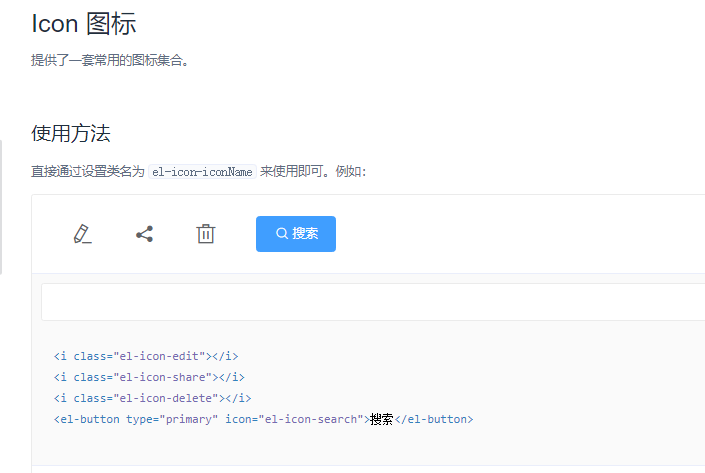 Icon 图标
提供了一套常用的图标集合。
使用方法
直接通过设置类名为 el-icon-iconName 来使用即可。例如：
搜索
<i class="el-icon-edit"></i>
<i class="el-icon-share"></i>
<i class="el-icon-delete"></i>
<el-button type="primary" icon="el-icon-search">搜索</el-button>